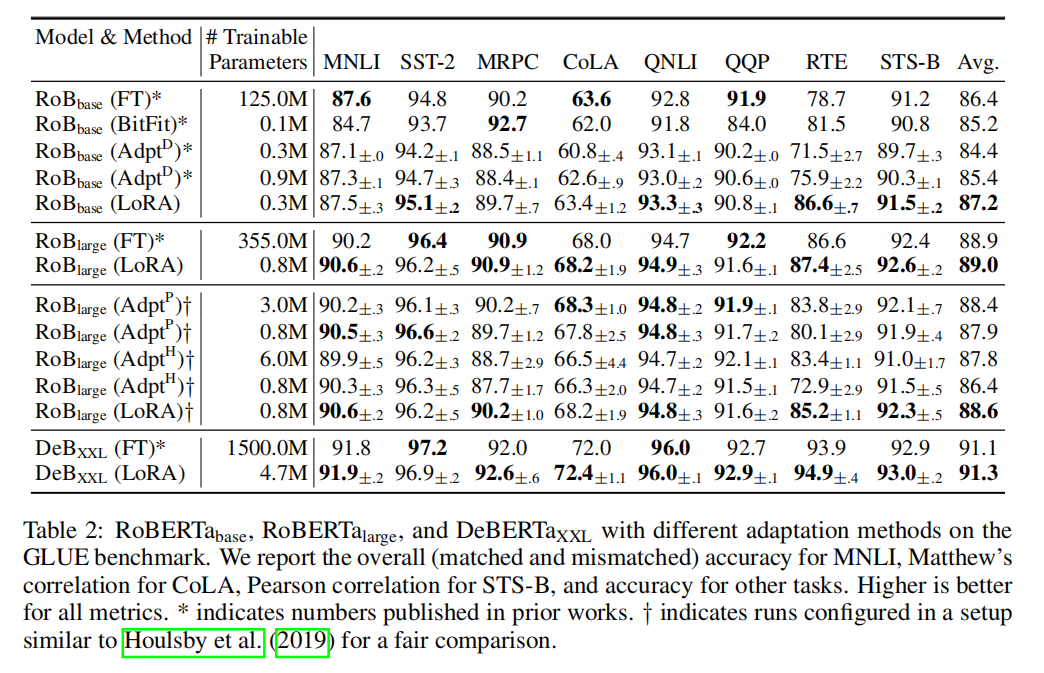 Model & Method # Trainable
Parameters MNLI SST-2 MRPC CoLA QNLI QQP RTE STS-B Avg.
RoBbase (FT)* 125.0M 87.6 94.8 90.2 63.6 92.8 91.9 78.7 91.2 86.4
RoBbase (BitFit)* 0.1M 84.7 93.7 92.7 62.0 91.8 84.0 81.5 90.8 85.2
RoBbase (AdptD)* 0.3M 87.1±.0 94.2±.1 88.5±1.1 60.8±.4 93.1±.1 90.2±.0 71.5±2.7 89.7±.3 84.4
RoBbase (AdptD)* 0.9M 87.3±.1 94.7±.3 88.4±.1 62.6±.9 93.0±.2 90.6±.0 75.9±2.2 90.3±.1 85.4
RoBbase (LoRA) 0.3M 87.5±.3 95.1±.2 89.7±.7 63.4±1.2 93.3±.3 90.8±.1 86.6±.7 91.5±.2 87.2
RoBlarge (FT)* 355.0M 90.2 96.4 90.9 68.0 94.7 92.2 86.6 92.4 88.9
RoBlarge (LoRA) 0.8M 90.6±.2 96.2±.5 90.9±1.2 68.2±1.9 94.9±.3 91.6±.1 87.4±2.5 92.6±.2 89.0
RoBlarge (AdptP)† 3.0M 90.2±.3 96.1±.3 90.2±.7 68.3±1.0 94.8±.2 91.9±.1 83.8±2.9 92.1±.7 88.4
RoBlarge (AdptP)† 0.8M 90.5±.3 96.6±.2 89.7±1.2 67.8±2.5 94.8±.3 91.7±.2 80.1±2.9 91.9±.4 87.9
RoBlarge (AdptH)† 6.0M 89.9±.5 96.2±.3 88.7±2.9 66.5±4.4 94.7±.2 92.1±.1 83.4±1.1 91.0±1.7 87.8
RoBlarge (AdptH)† 0.8M 90.3±.3 96.3±.5 87.7±1.7 66.3±2.0 94.7±.2 91.5±.1 72.9±2.9 91.5±.5 86.4
RoBlarge (LoRA)† 0.8M 90.6±.2 96.2±.5 90.2±1.0 68.2±1.9 94.8±.3 91.6±.2 85.2±1.1 92.3±.5 88.6
DeBXXL (FT)* 1500.0M 91.8 97.2 92.0 72.0 96.0 92.7 93.9 92.9 91.1
DeBXXL (LoRA) 4.7M 91.9±.2 96.9±.2 92.6±.6 72.4±1.1 96.0±.1 92.9±.1 94.9±.4 93.0±.2 91.3
Table 2: RoBERTabase, RoBERTalarge, and DeBERTaXXL with different adaptation methods on the
GLUE benchmark. We report the overall (matched and mismatched) accuracy for MNLI, Matthew's
correlation for CoLA, Pearson correlation for STS-B, and accuracy for other tasks. Higher is better
for all metrics. * indicates numbers published in prior works. † indicates runs configured in a setup
similar to Houlsby et al. (2019) for a fair comparison.